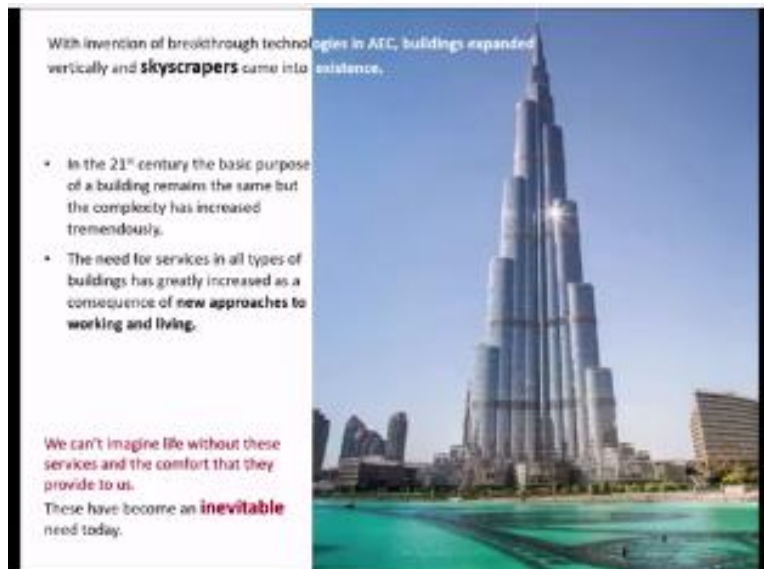 With invention of breakthrough technologies in AEC, buildings expanded
vertically and skyscrapers came into existence.
• In the 21st century the basic purpose
of a building remains the same but
the complexity has increased
tremendously.
• The need for services in all types of
buildings has greatly increased as a
consequence of new approaches to
working and living.
We can't imagine life without these
services and the comfort that they
provide to us.
These have become an inevitable
need today.